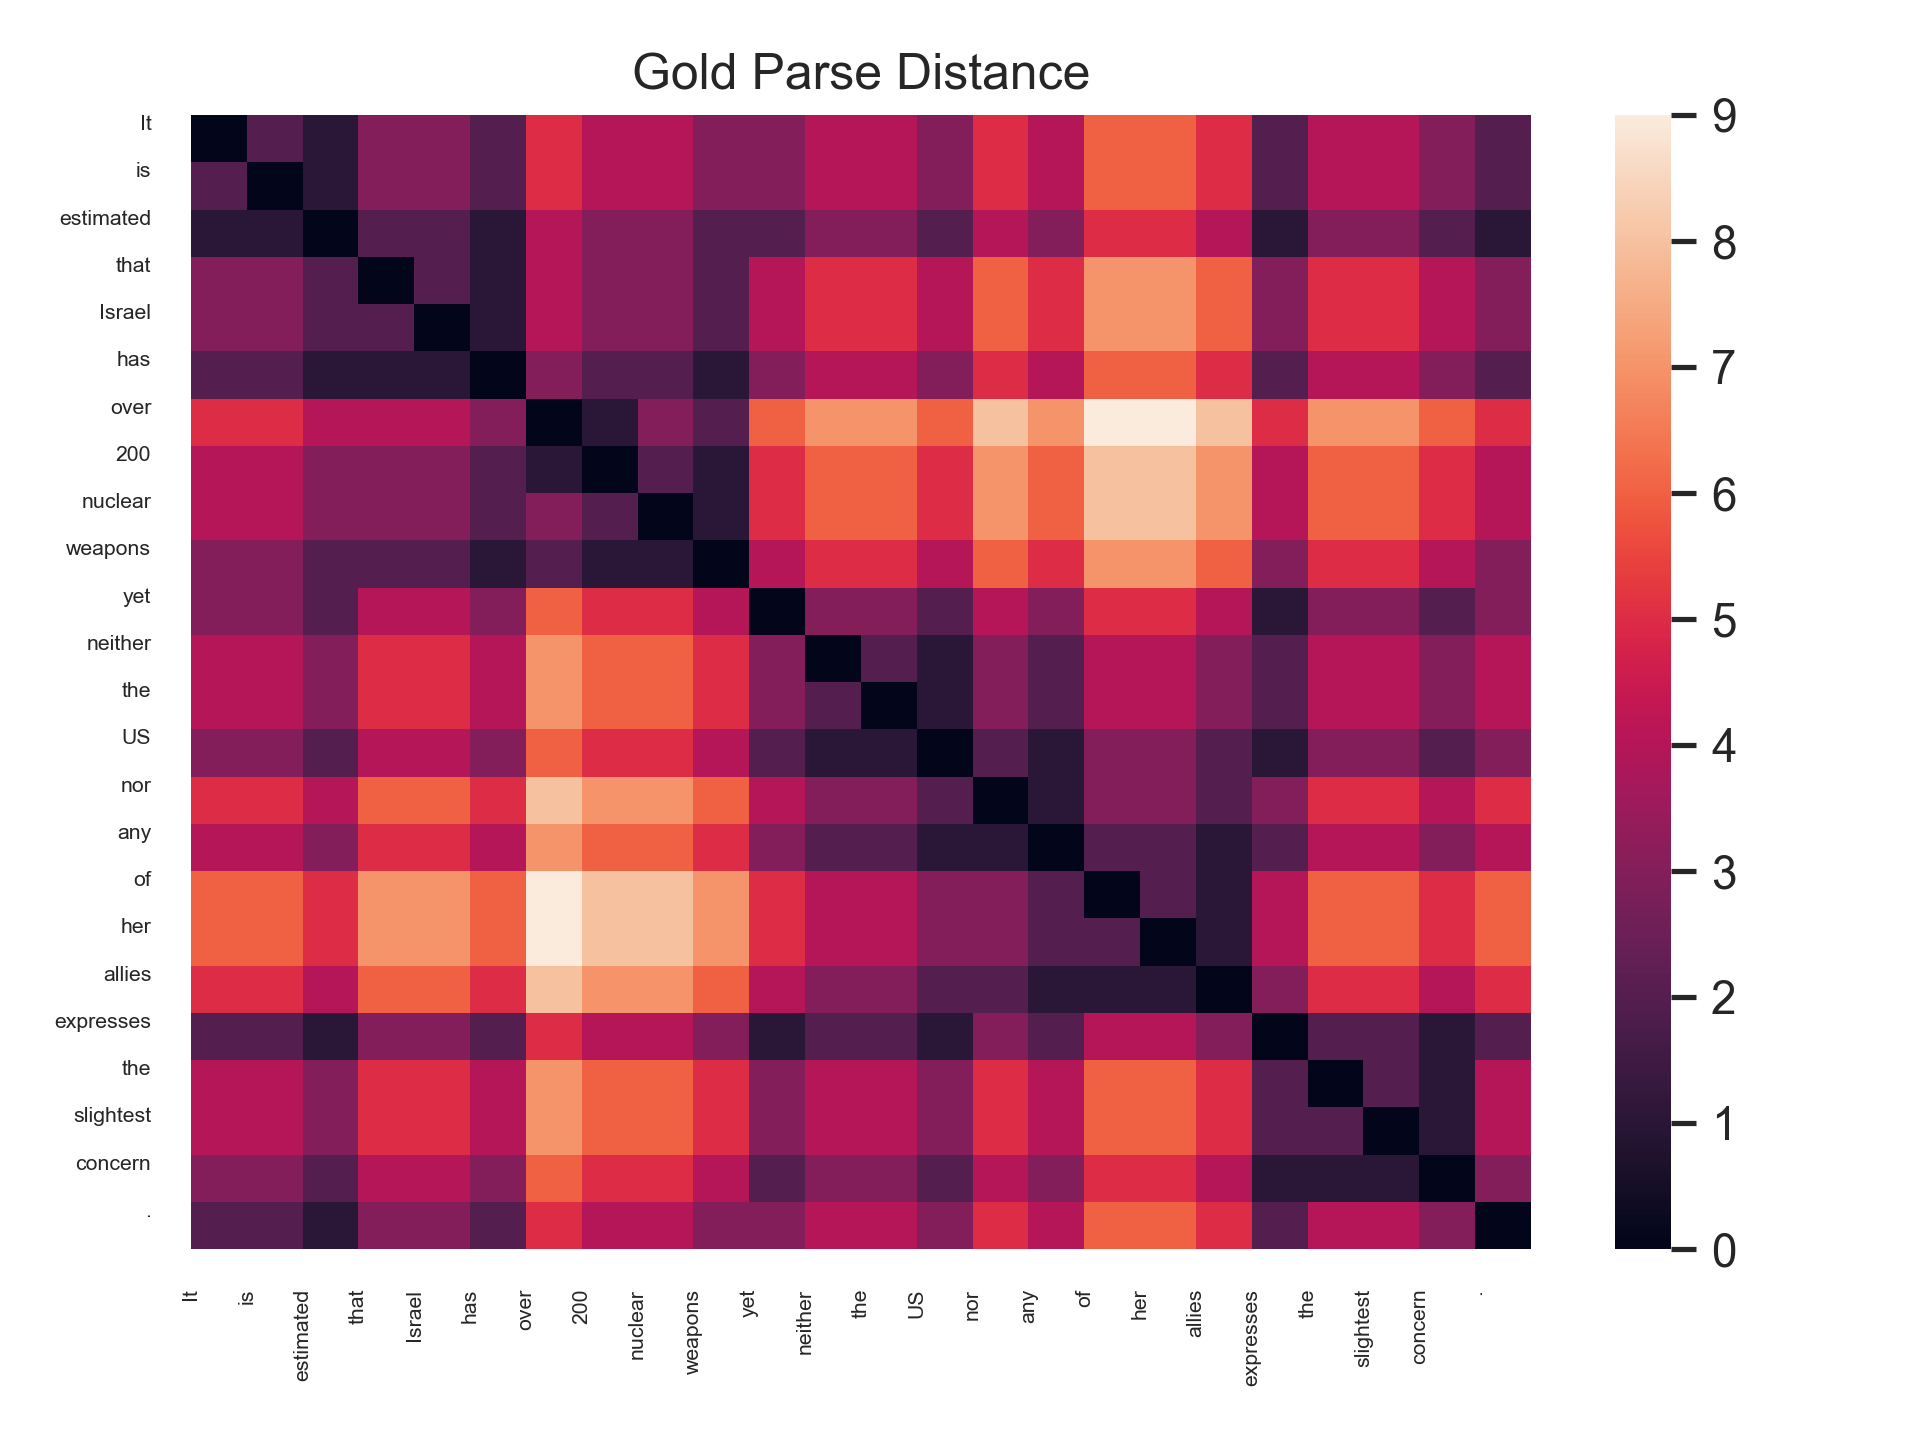 Gold Parse Distance
It
is
estimated
that
Israel
has
over
200
nuclear
weapons
yet
neither
the
US
nor
any
of
her
allies
expresses
the
slightest
concern
.
It
is
estimated
that
Israel
has
over
200
nuclear
weapons
yet
neither
the
US
nor
any
of
her
allies
expresses
the
slightest
concern
.
9
8
7
6
5
4
3
2
1
0